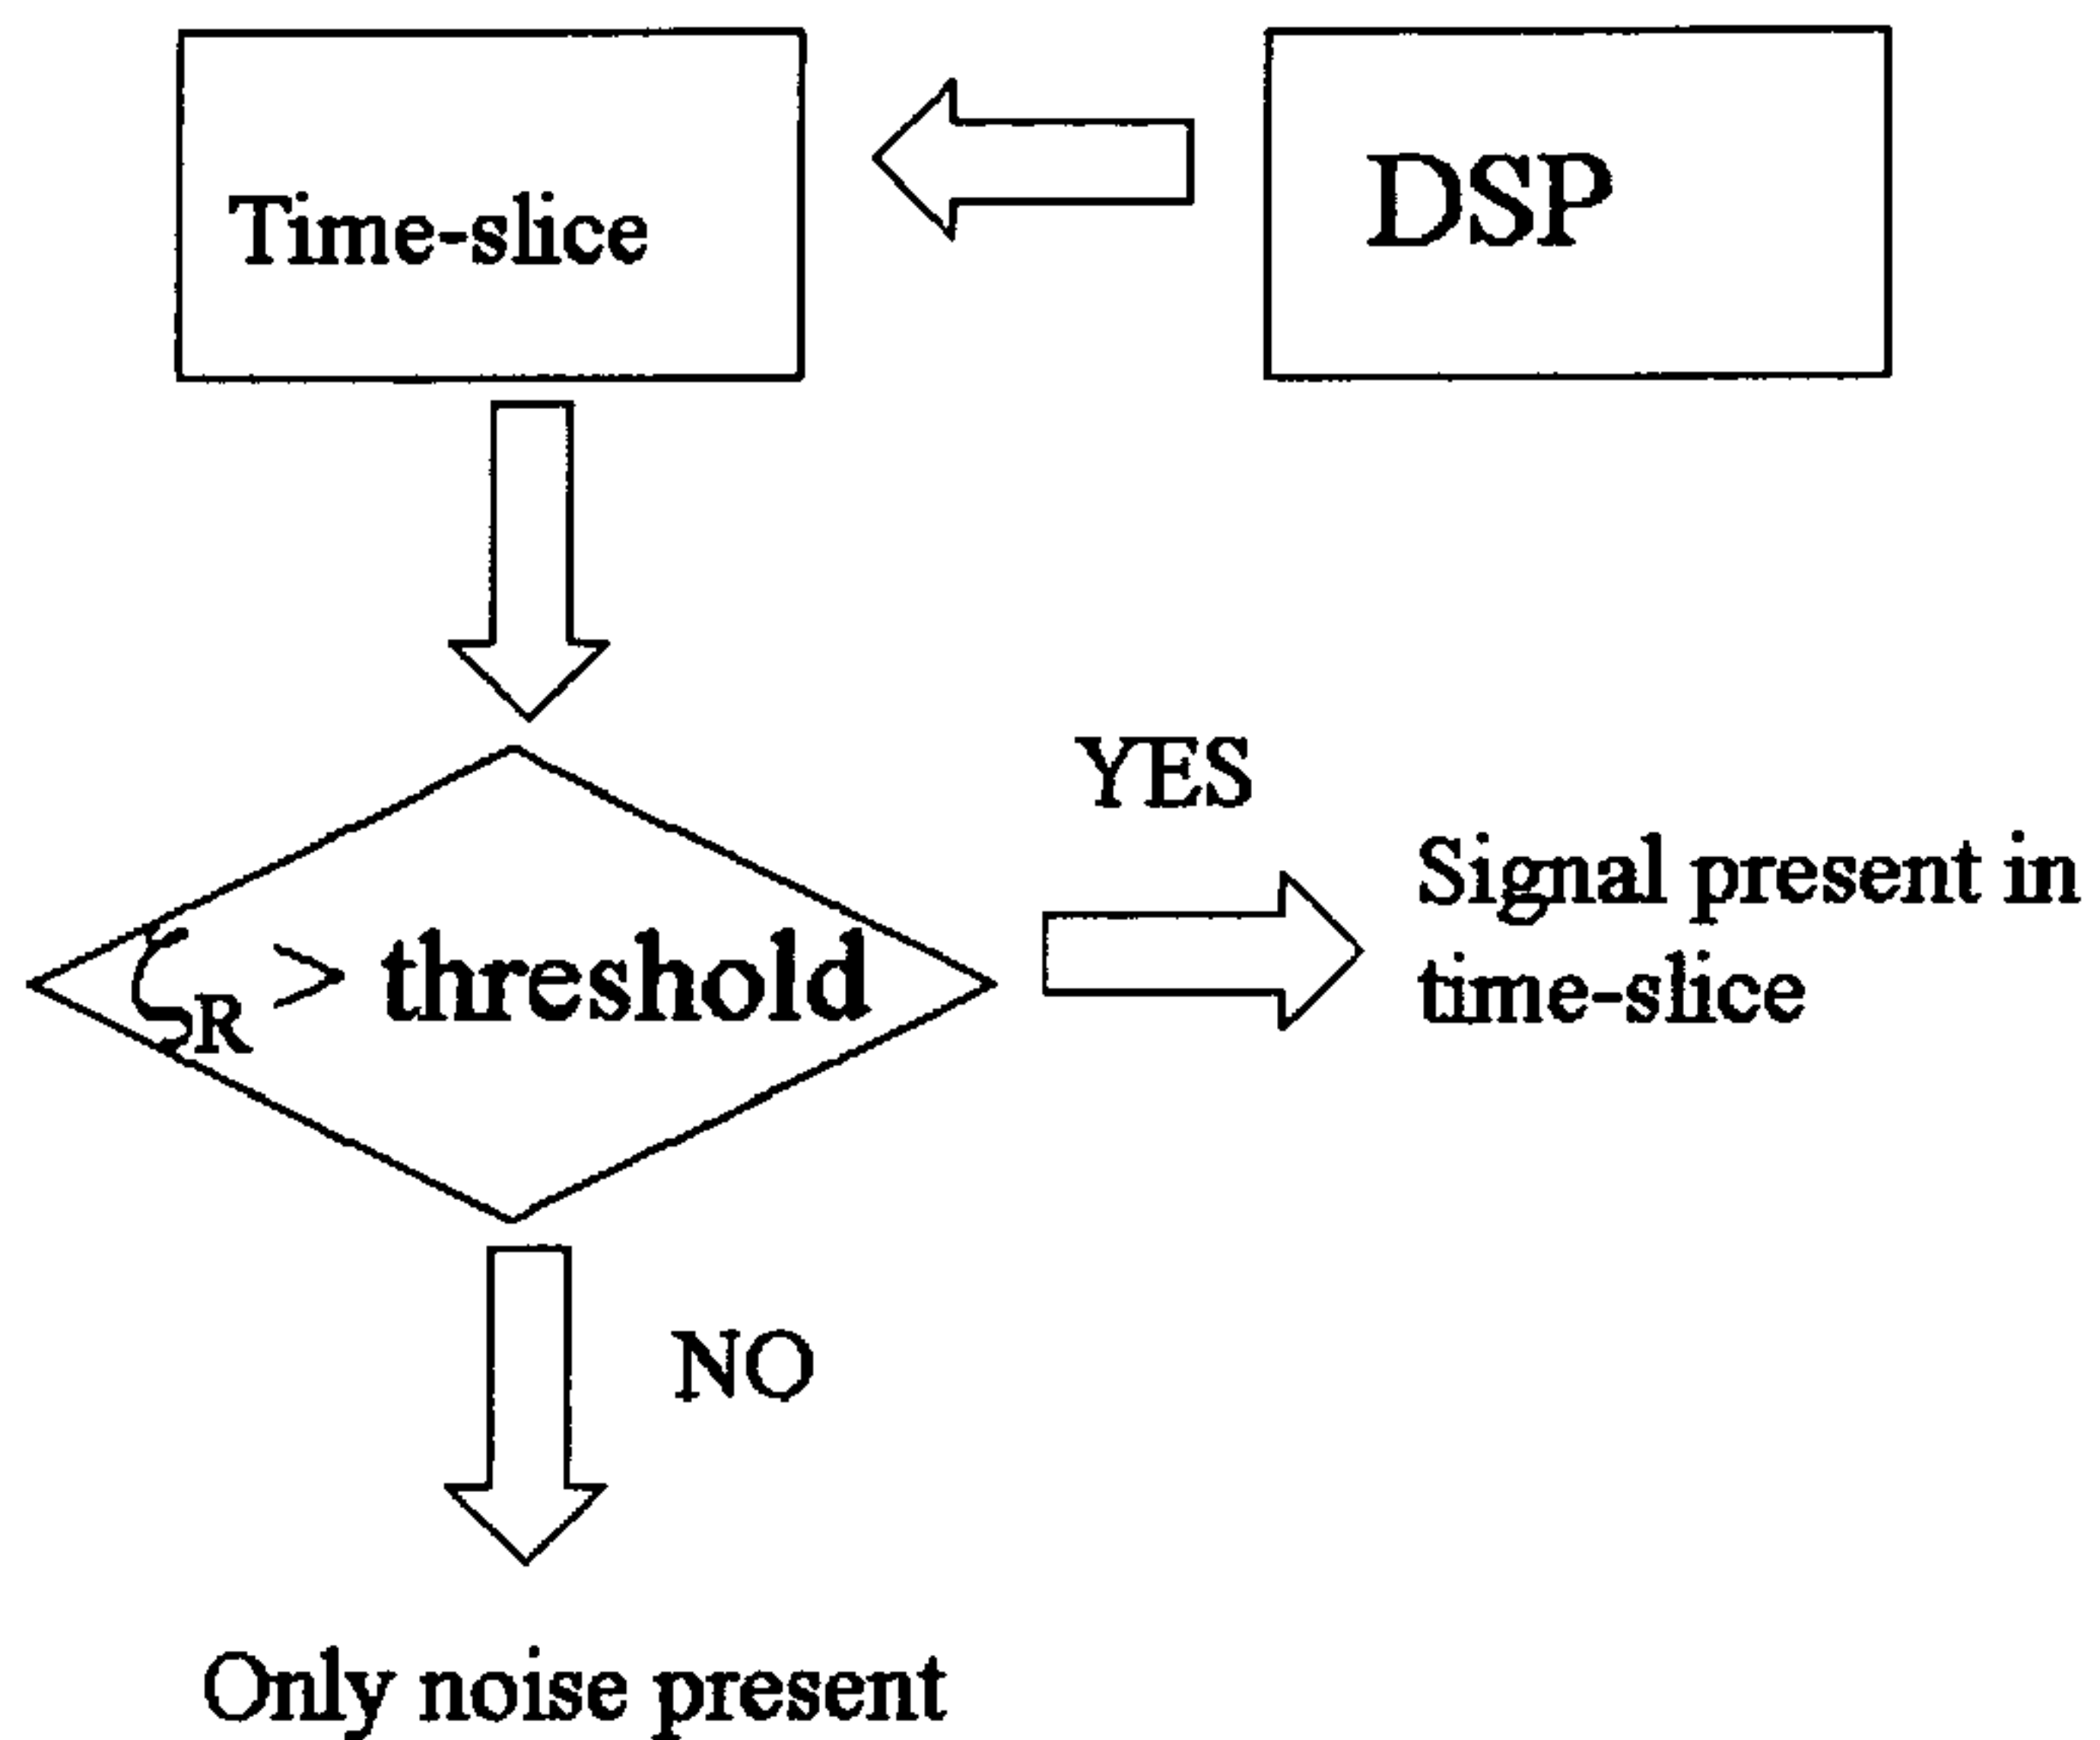 Time-slice
DSP
YES
Signal present in
time-slice
ζR > threshold
NO
Only noise present